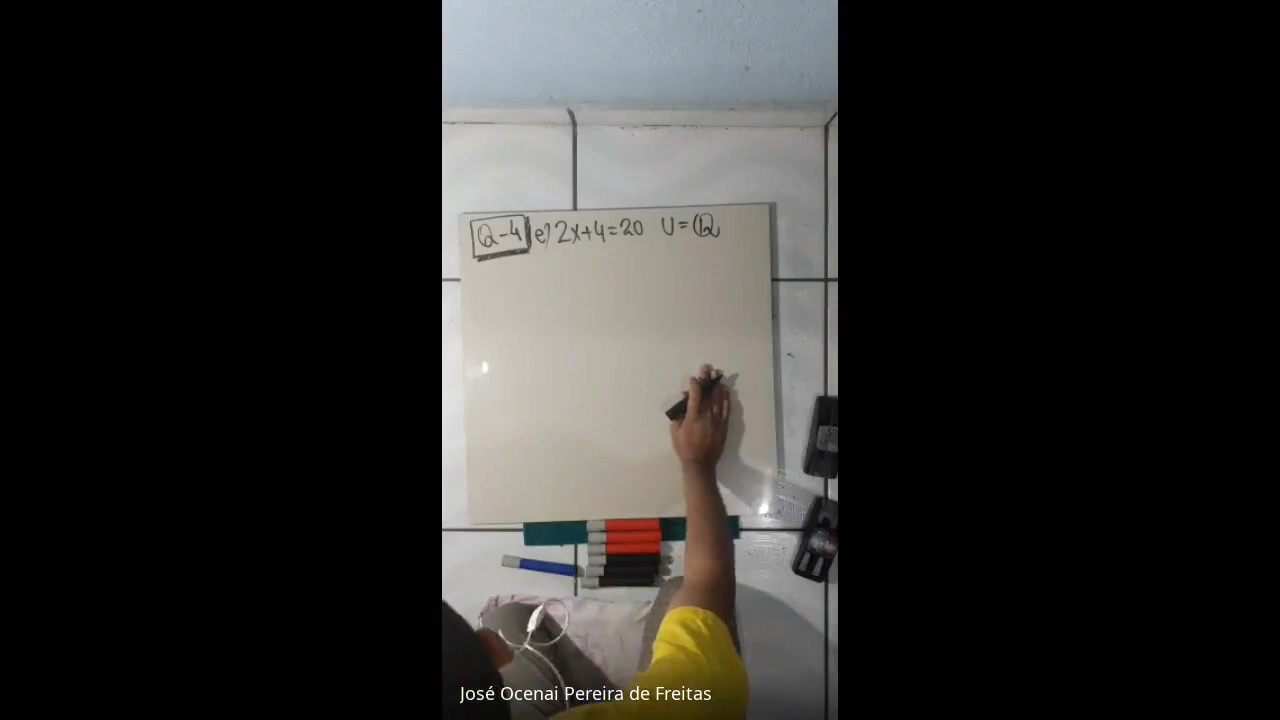 Q-4 e) 2x+4=20 U=ℚ
José Ocenai Pereira de Freitas